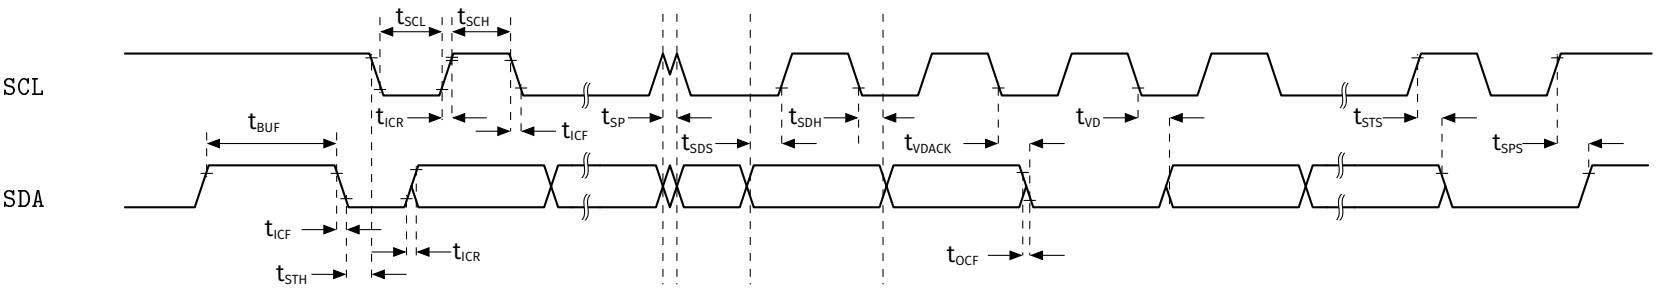 tSCL tSCH
SCL
tICR tICF tSP tSDH tVD tSTS
tBUF tSDS tVDACK tSPS
SDA
tICF tICR tOCF
tSTH